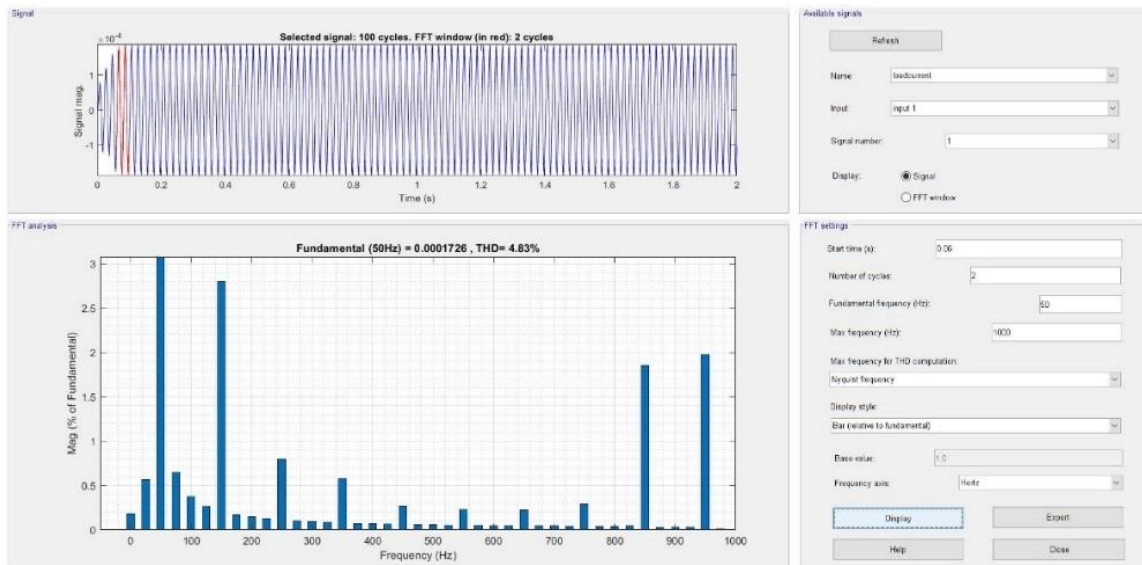 Signal
Selected signal: 100 cycles. FFT window (in red): 2 cycles
×10⁻⁴
1
0
-1
Signal mag.
0 0.2 0.4 0.6 0.8 1 1.2 1.4 1.6 1.8 2
Time (s)
FFT analysis
Fundamental (50Hz) = 0.0001726 , THD= 4.83%
3
2.5
2
1.5
1
0.5
0
Mag (% of Fundamental)
0 100 200 300 400 500 600 700 800 900 1000
Frequency (Hz)
Available signals
Refresh
Name: loadcurrent
Input: input 1
Signal number: 1
Display: Signal
FFT window
FFT settings
Start time (s): 0.06
Number of cycles: 2
Fundamental frequency (Hz): 50
Max frequency (Hz): 1000
Max frequency for THD computation:
Nyquist frequency
Display style:
Bar (relative to fundamental)
Base value: 1.0
Frequency axis: Hertz
Display Export
Help Close